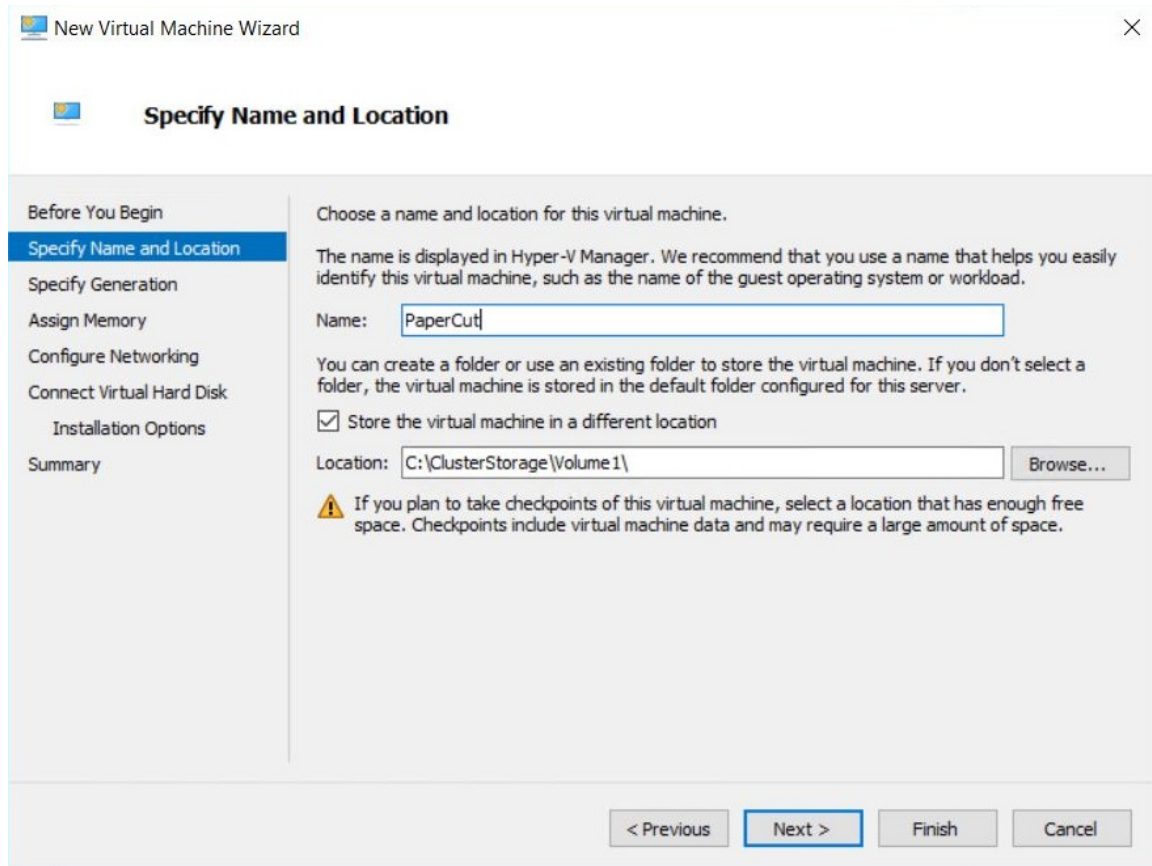 New Virtual Machine Wizard
Specify Name and Location
Before You Begin
Specify Name and Location
Specify Generation
Assign Memory
Configure Networking
Connect Virtual Hard Disk
Installation Options
Summary
Choose a name and location for this virtual machine.
The name is displayed in Hyper-V Manager. We recommend that you use a name that helps you easily
identify this virtual machine, such as the name of the guest operating system or workload.
Name: PaperCut
You can create a folder or use an existing folder to store the virtual machine. If you don't select a
folder, the virtual machine is stored in the default folder configured for this server.
Store the virtual machine in a different location
Location: C:\ClusterStorage\Volume1\ Browse...
If you plan to take checkpoints of this virtual machine, select a location that has enough free
space. Checkpoints include virtual machine data and may require a large amount of space.
< Previous Next > Finish Cancel